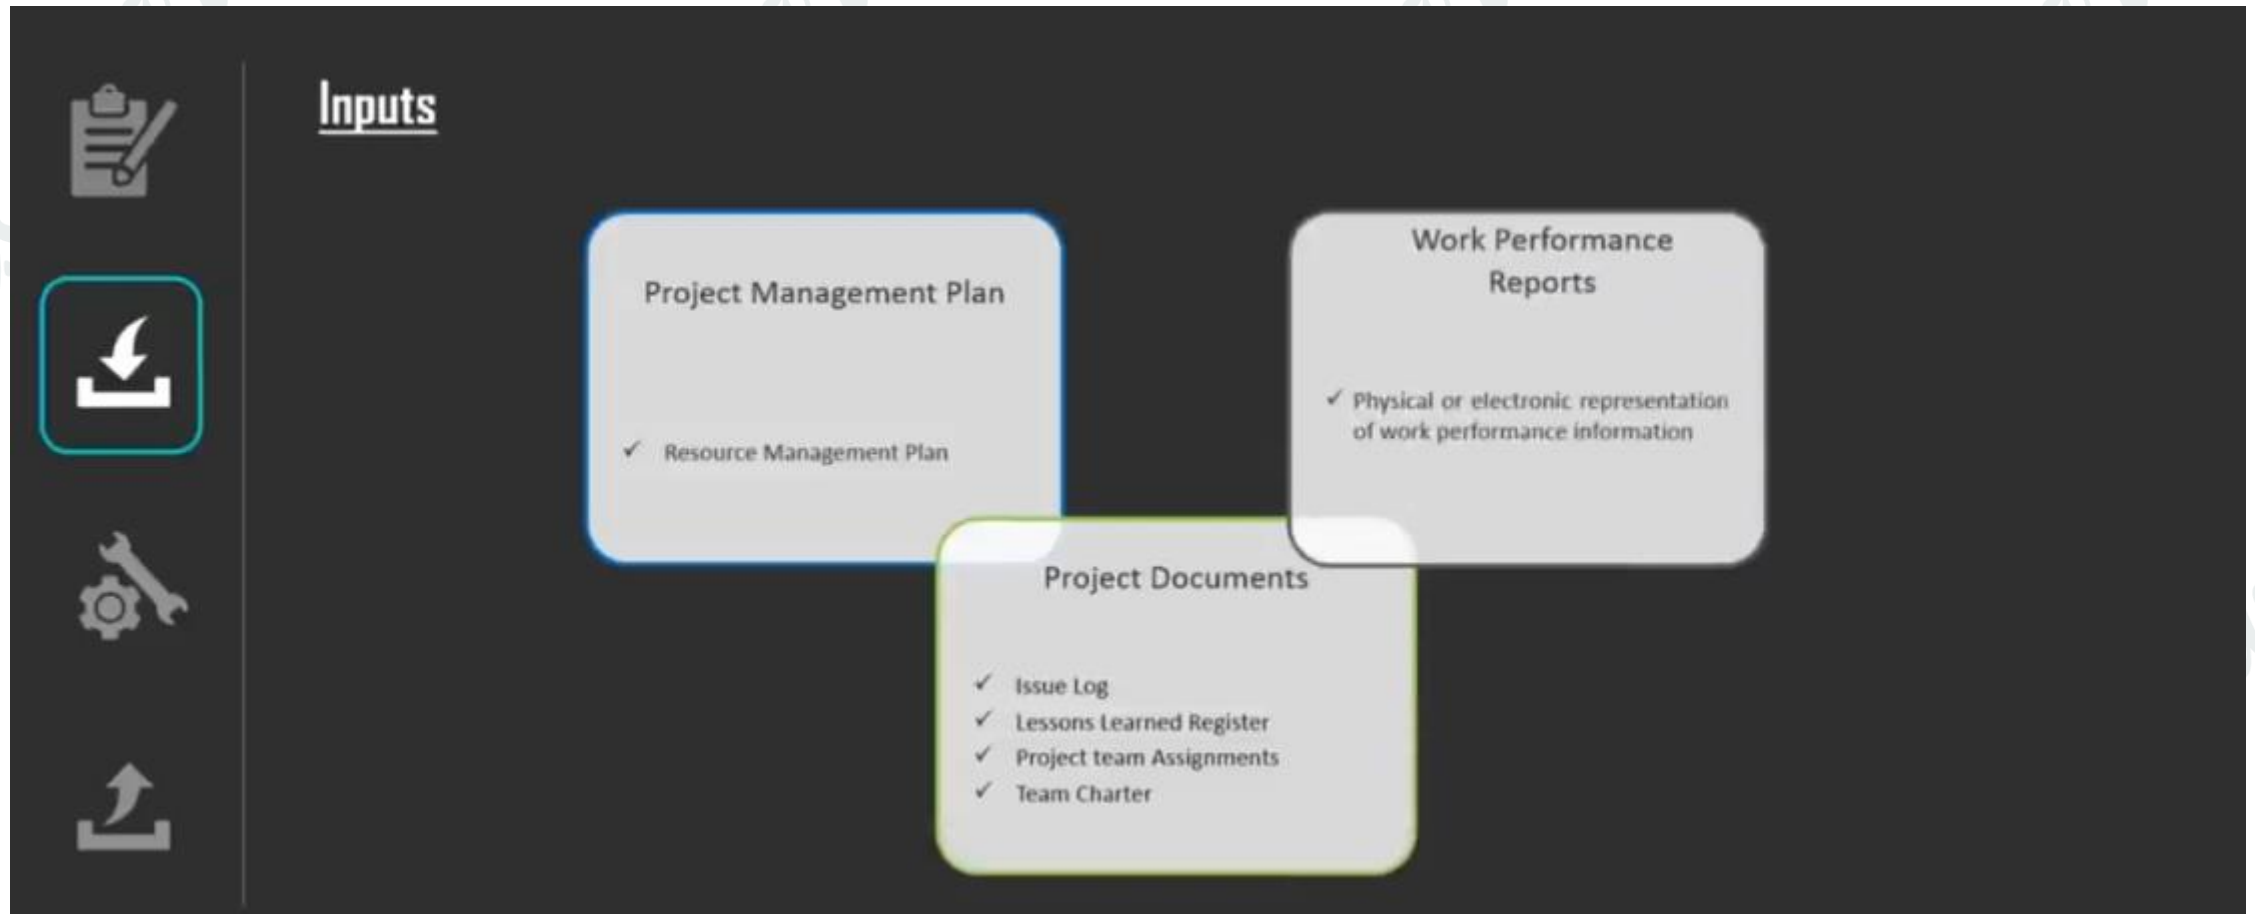 Inputs
Project Management Plan
✓ Resource Management Plan
Work Performance
Reports
✓ Physical or electronic representation
of work performance information
Project Documents
✓ Issue Log
✓ Lessons Learned Register
✓ Project team Assignments
✓ Team Charter